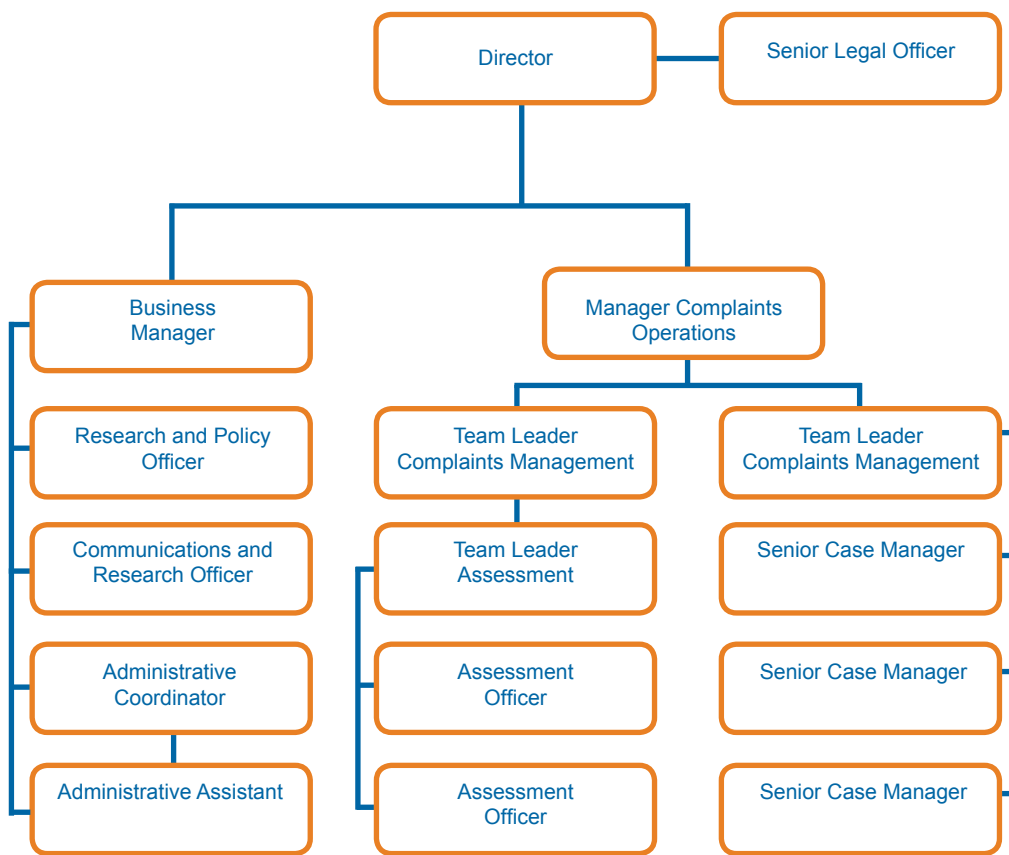 Director
Senior Legal Officer
Business
Manager
Manager Complaints
Operations
Research and Policy
Officer
Team Leader
Complaints Management
Team Leader
Complaints Management
Communications and
Research Officer
Team Leader
Assessment
Senior Case Manager
Administrative
Coordinator
Assessment
Officer
Senior Case Manager
Administrative Assistant
Assessment
Officer
Senior Case Manager